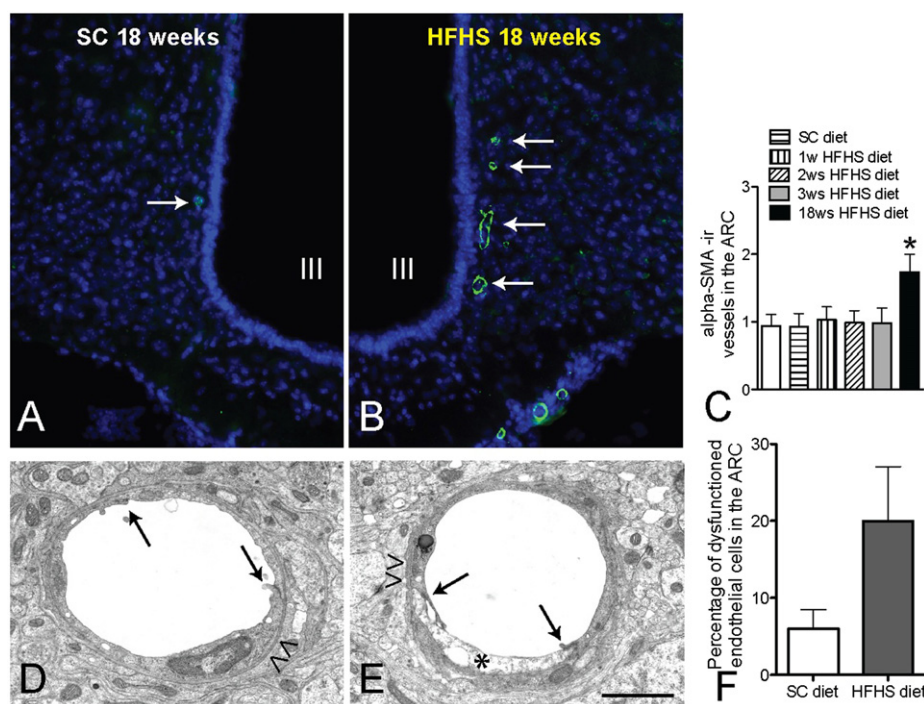 SC 18 weeks
HFHS 18 weeks
III
III
A
B
SC diet
1w HFHS diet
2ws HFHS diet
3ws HFHS diet
18ws HFHS diet
alpha-SMA -ir
vessels in the ARC
3
2
1
0
*
C
D
E
*
Percentage of dysfunctioned
endothelial cells in the ARC
30
20
10
0
SC diet
HFHS diet
F